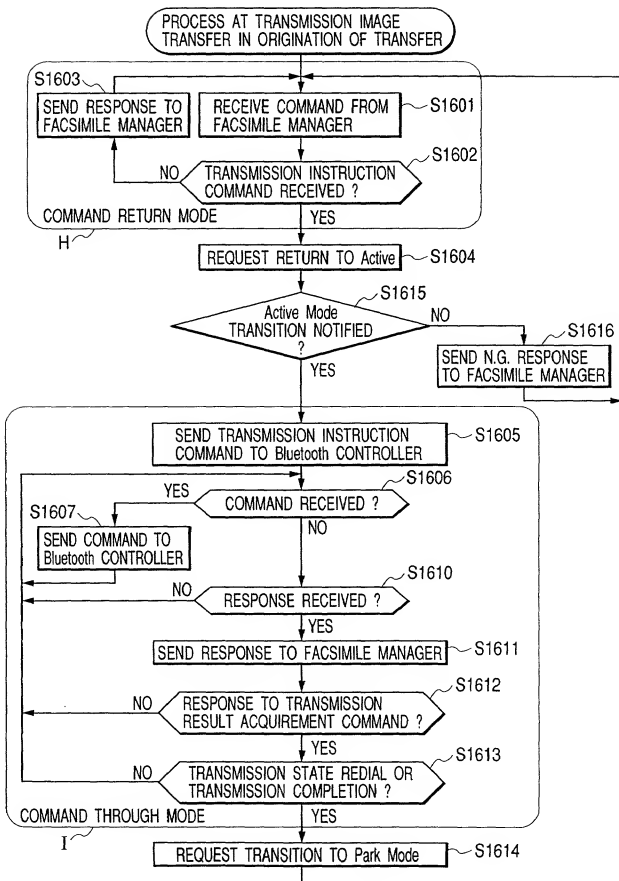 PROCESS AT TRANSMISSION IMAGE
TRANSFER IN ORIGINATION OF TRANSFER
S1603
SEND RESPONSE TO
FACSIMILE MANAGER
RECEIVE COMMAND FROM
FACSIMILE MANAGER
S1601
S1602
NO
TRANSMISSION INSTRUCTION
COMMAND RECEIVED ?
COMMAND RETURN MODE
YES
H
REQUEST RETURN TO Active
S1604
S1615
Active Mode
TRANSITION NOTIFIED
?
NO
S1616
SEND N.G. RESPONSE
TO FACSIMILE MANAGER
YES
SEND TRANSMISSION INSTRUCTION
COMMAND TO Bluetooth CONTROLLER
S1605
S1606
YES
COMMAND RECEIVED ?
S1607
NO
SEND COMMAND TO
Bluetooth CONTROLLER
S1610
NO
RESPONSE RECEIVED ?
YES
SEND RESPONSE TO FACSIMILE MANAGER
S1611
S1612
NO
RESPONSE TO TRANSMISSION
RESULT ACQUIREMENT COMMAND ?
YES
S1613
NO
TRANSMISSION STATE REDIAL OR
TRANSMISSION COMPLETION ?
COMMAND THROUGH MODE
YES
I
REQUEST TRANSITION TO Park Mode
S1614